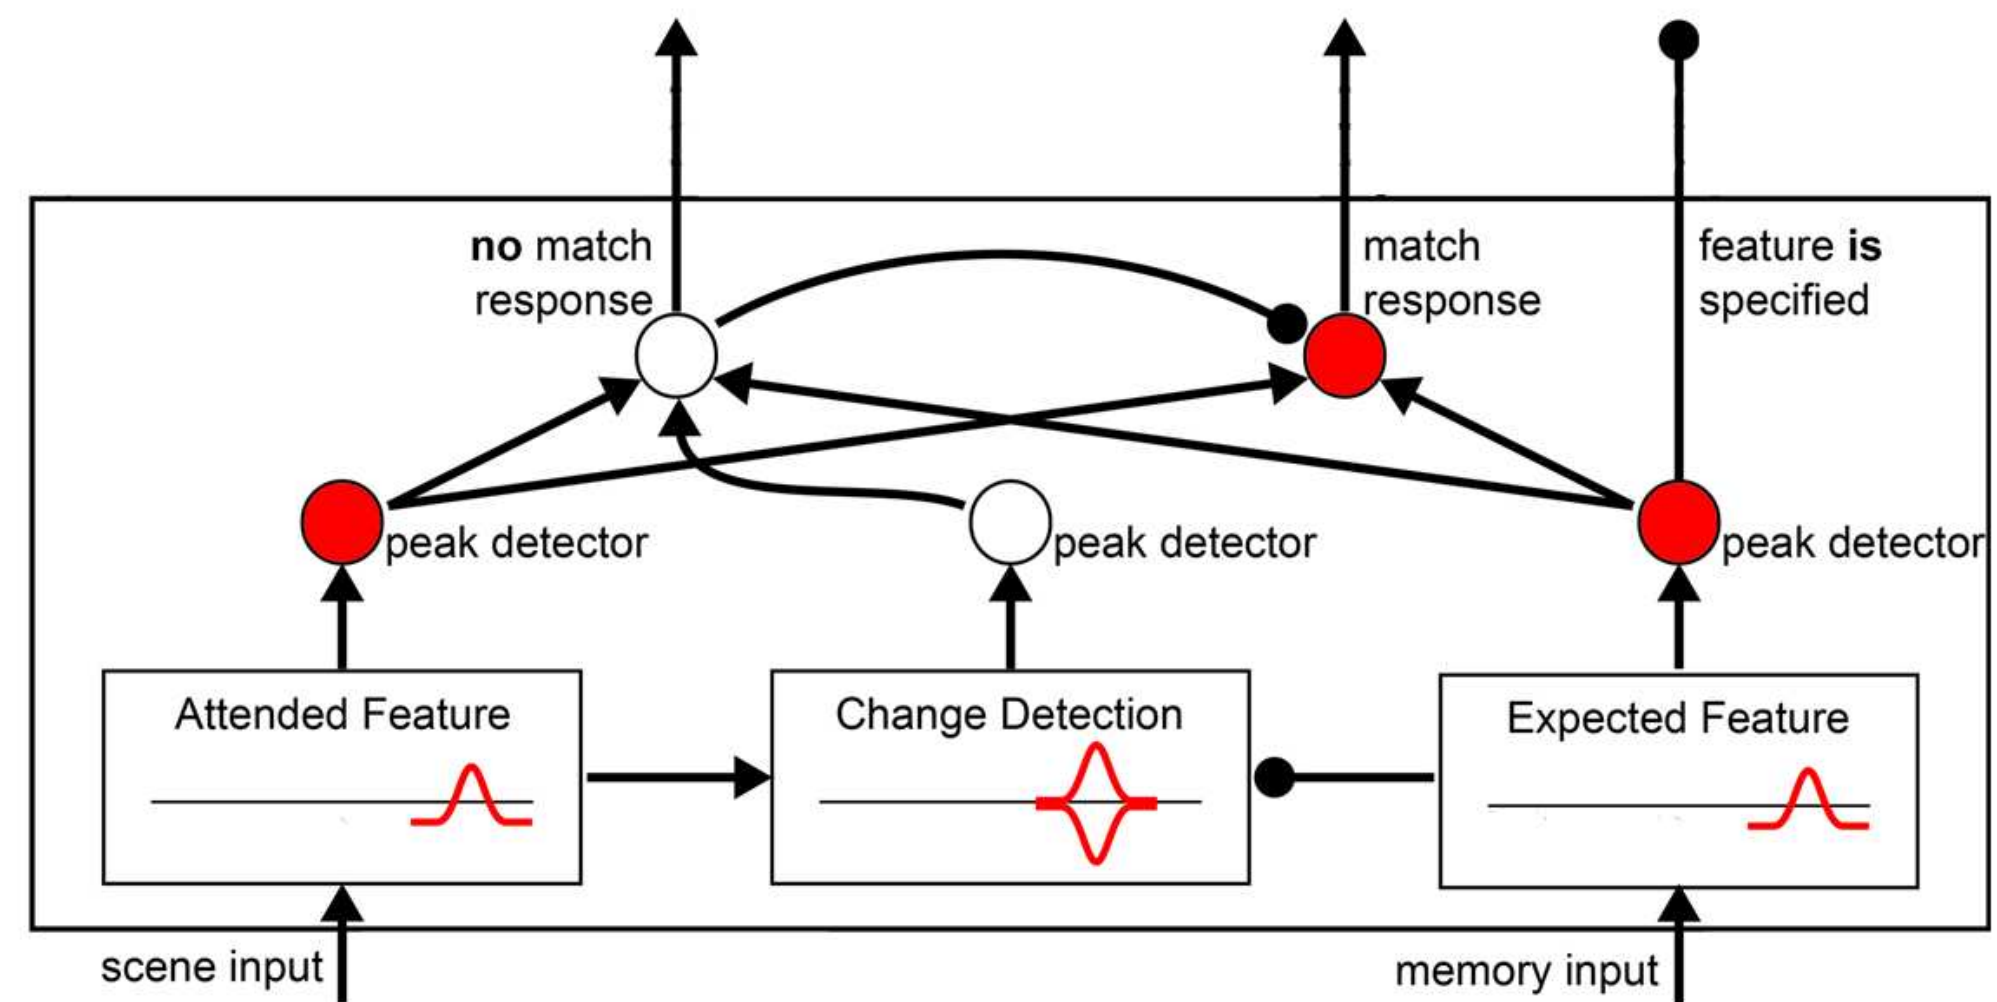 no match
response
match
response
feature is
specified
peak detector
peak detector
peak detector
Attended Feature
Change Detection
Expected Feature
scene input
memory input